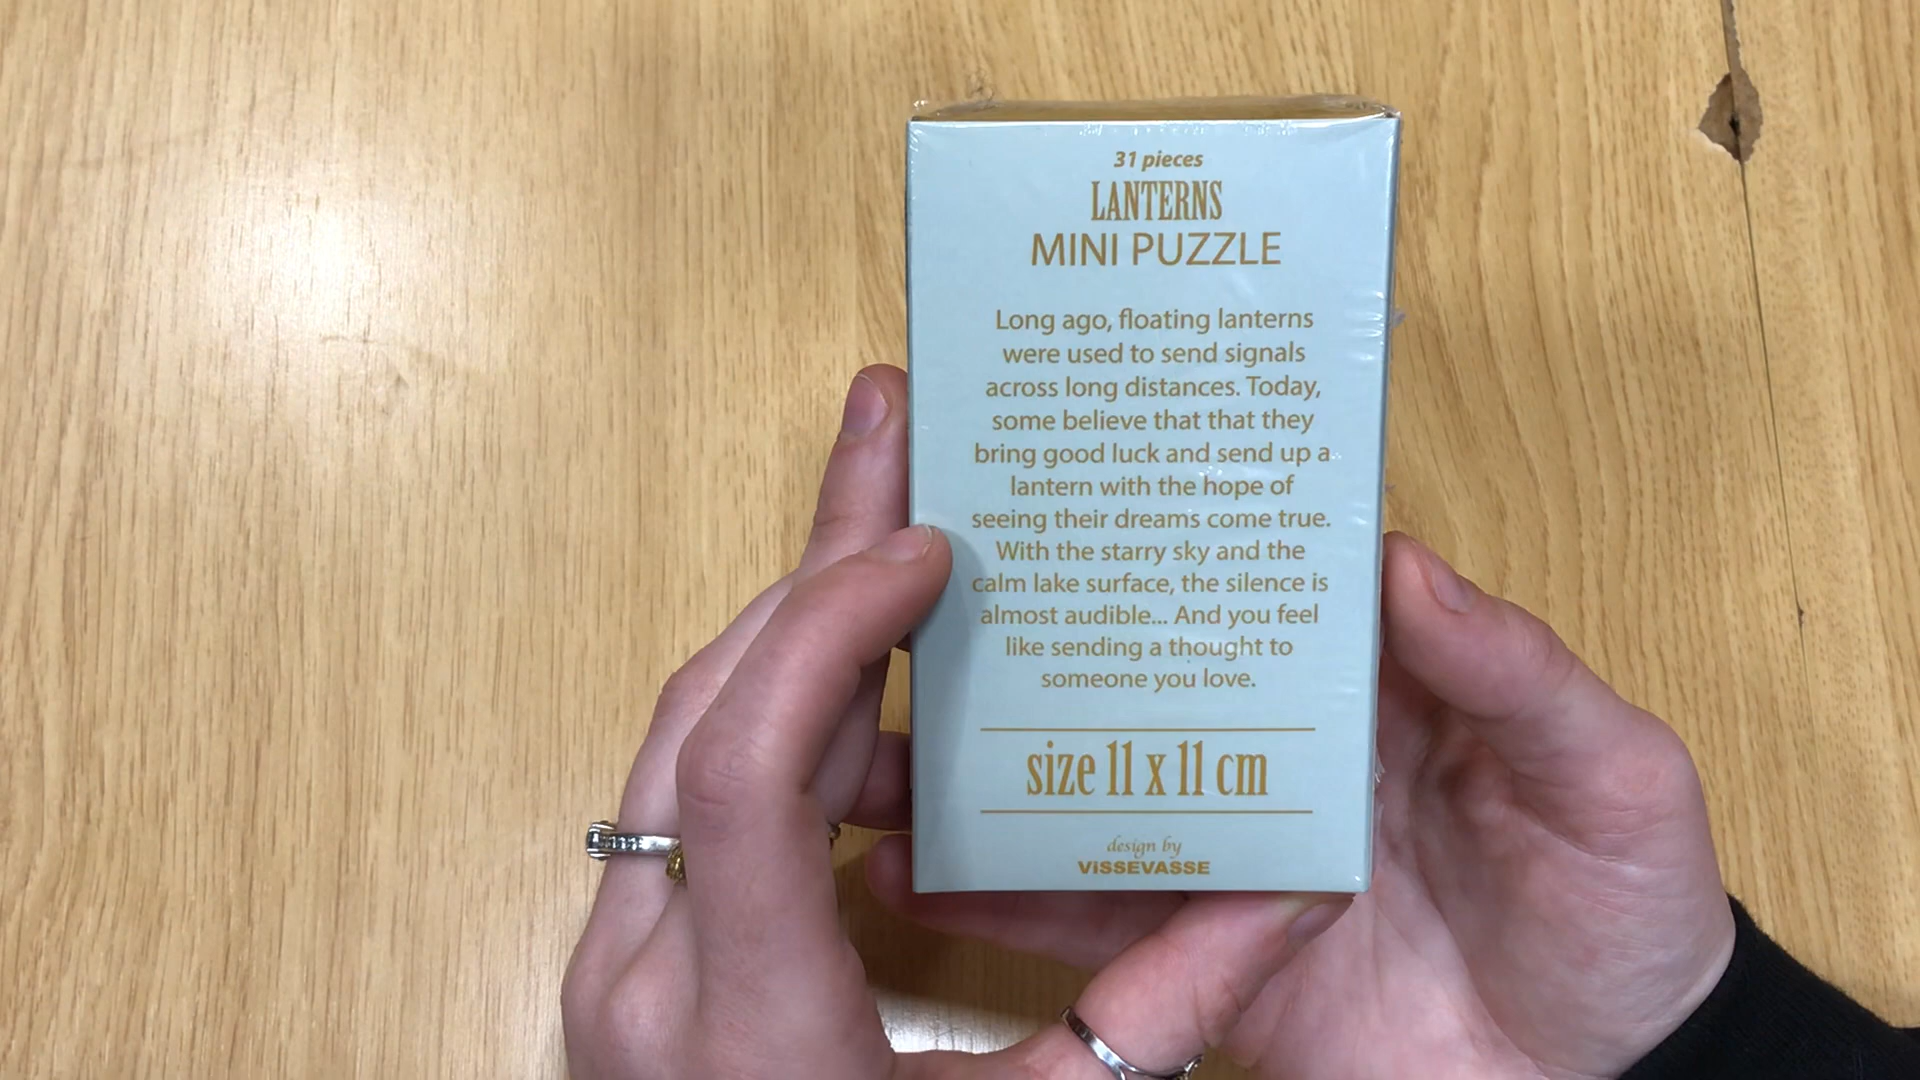 31 pieces
LANTERNS
MINI PUZZLE
Long ago, floating lanterns
were used to send signals
across long distances. Today,
some believe that that they
bring good luck and send up a
lantern with the hope of
seeing their dreams come true.
With the starry sky and the
calm lake surface, the silence is
almost audible... And you feel
like sending a thought to
someone you love.
size 11 x 11 cm
design by
ViSSEVASSE